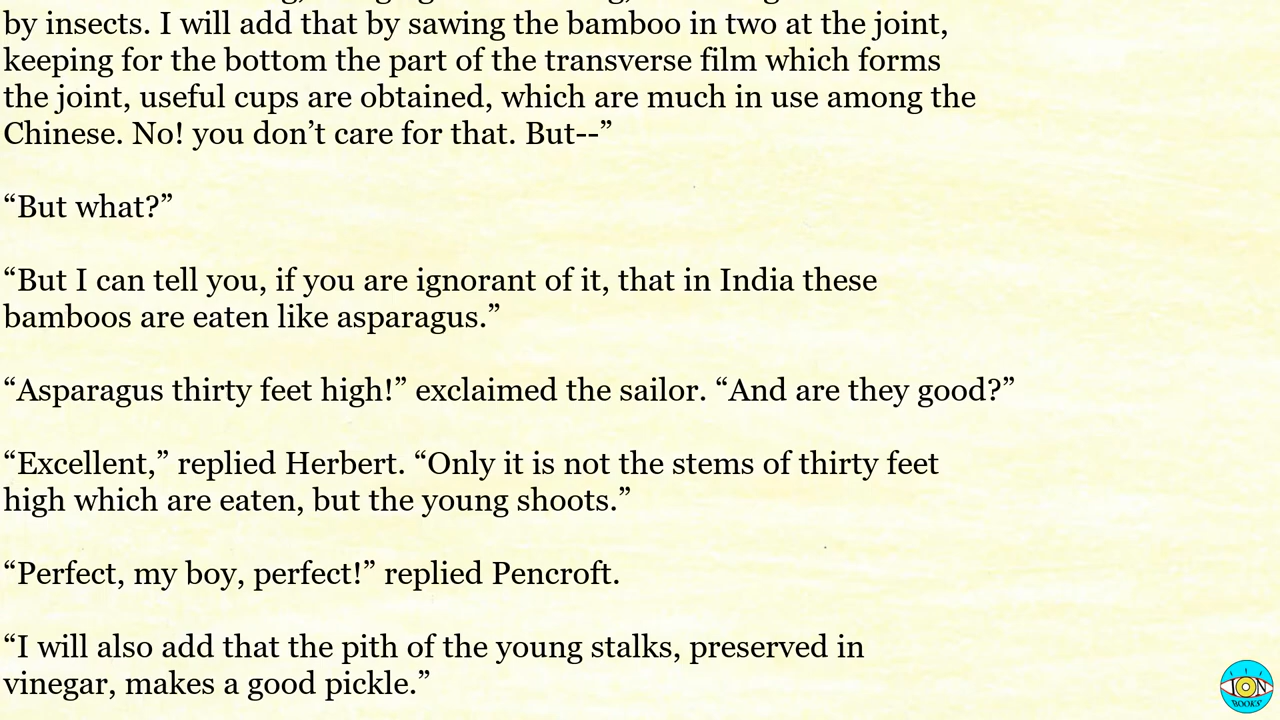 by insects. I will add that by sawing the bamboo in two at the joint,
keeping for the bottom the part of the transverse film which forms
the joint, useful cups are obtained, which are much in use among the
Chinese. No! you don’t care for that. But--”
“But what?”
“But I can tell you, if you are ignorant of it, that in India these
bamboos are eaten like asparagus.”
“Asparagus thirty feet high!” exclaimed the sailor. “And are they good?”
“Excellent,” replied Herbert. “Only it is not the stems of thirty feet
high which are eaten, but the young shoots.”
“Perfect, my boy, perfect!” replied Pencroft.
“I will also add that the pith of the young stalks, preserved in
vinegar, makes a good pickle.”
ION
BOOKS